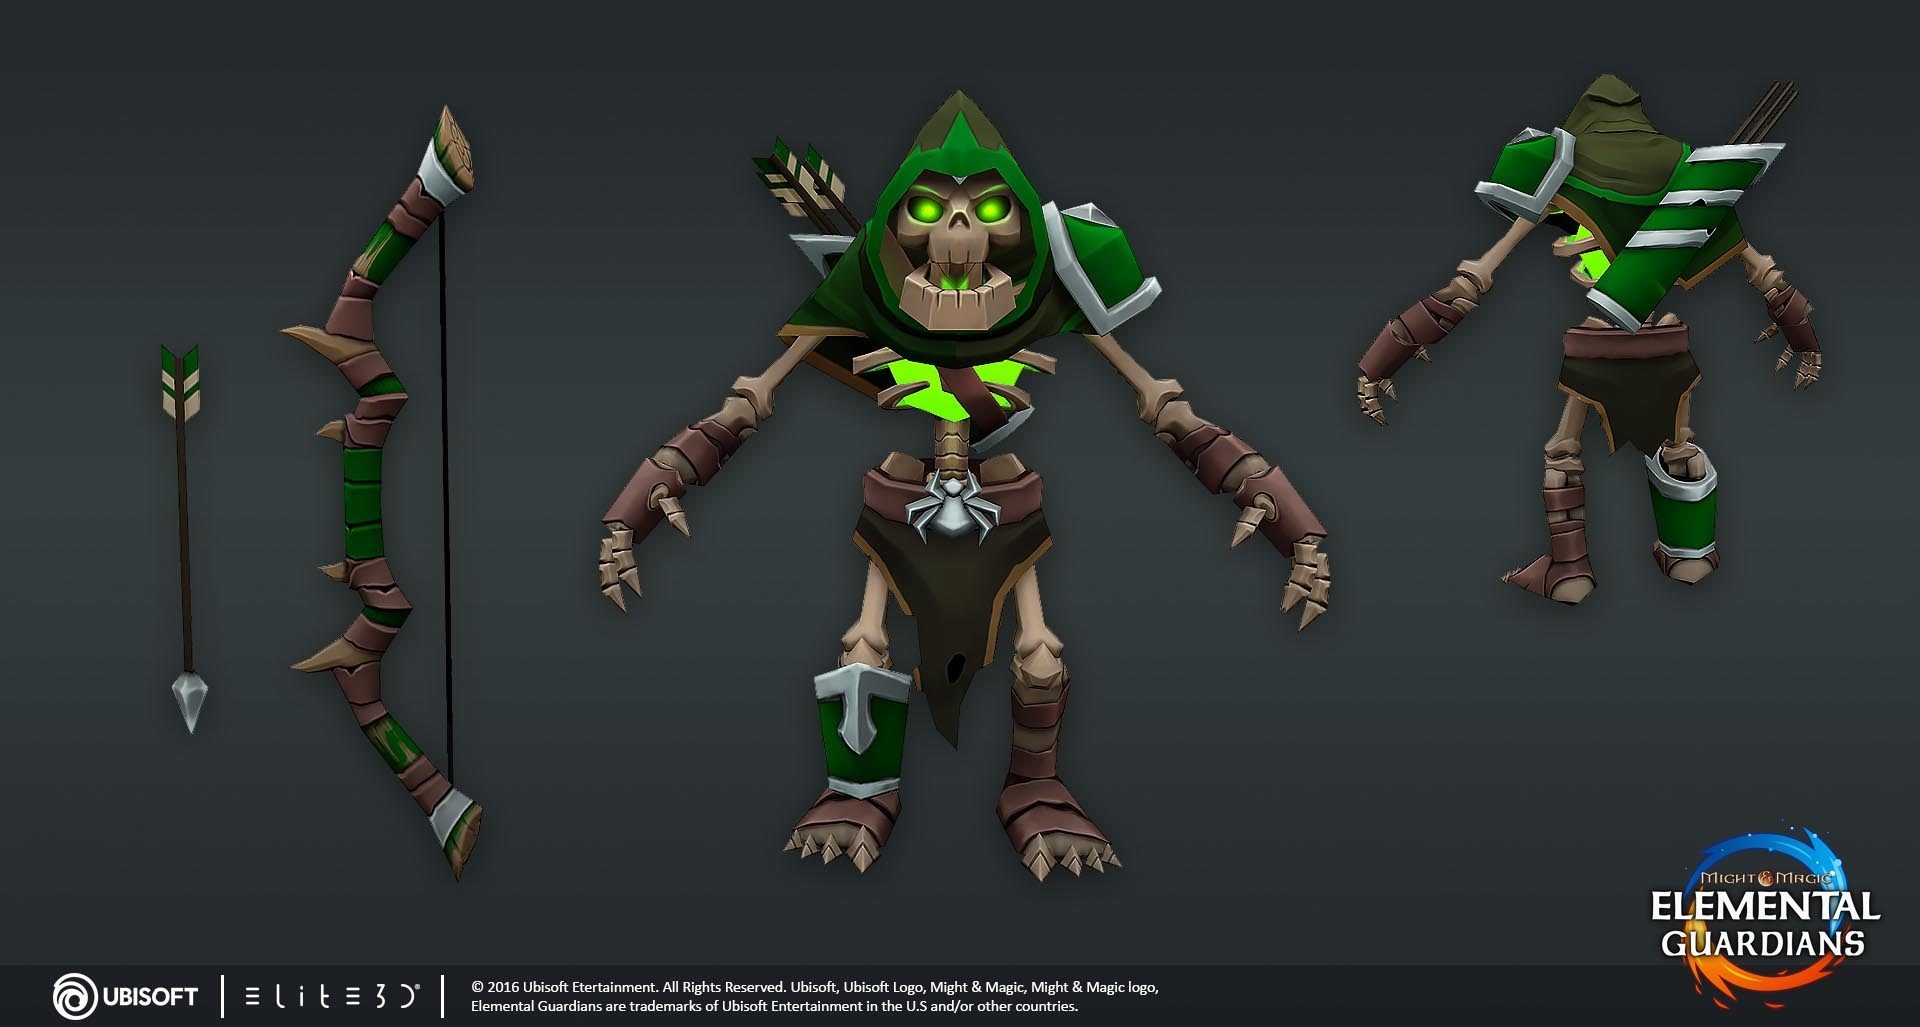 MIGHT & MAGIC
ELEMENTAL
GUARDIANS
UBISOFT
ELITE3D®
© 2016 Ubisoft Etertainment. All Rights Reserved. Ubisoft, Ubisoft Logo, Might & Magic, Might & Magic logo,
Elemental Guardians are trademarks of Ubisoft Entertainment in the U.S and/or other countries.